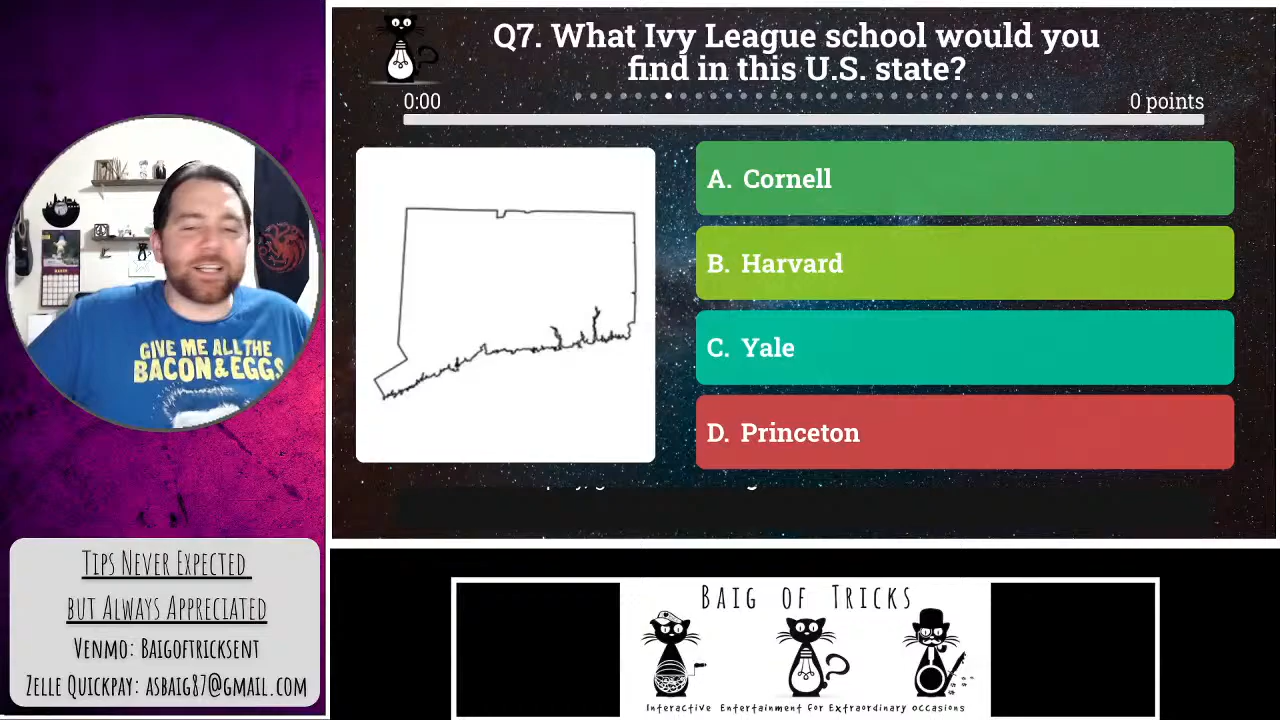 Q7. What Ivy League school would you
find in this U.S. state?
0:00
0 points
A. Cornell
B. Harvard
C. Yale
D. Princeton
GIVE ME ALL THE
BACON & EGGS
Tips Never Expected
but Always Appreciated
Venmo: Baigoftricksent
Zelle Quickpay: asbaig87@gmail.com
Baig of Tricks
Interactive Entertainment for Extraordinary Occasions